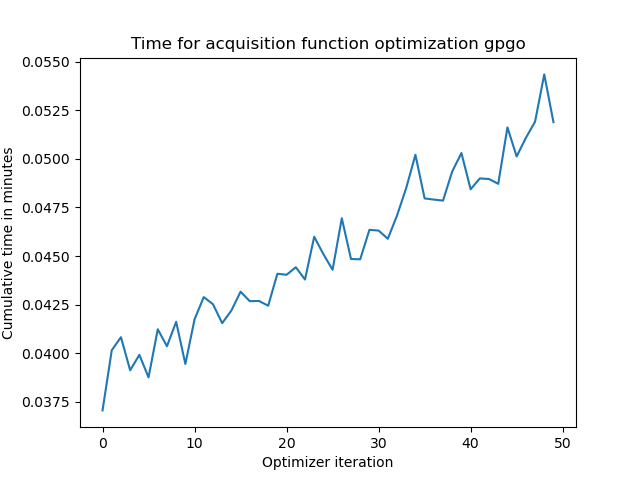 Time for acquisition function optimization gpgo
0.0550
0.0525
0.0500
0.0475
0.0450
0.0425
0.0400
0.0375
Cumulative time in minutes
0 10 20 30 40 50
Optimizer iteration